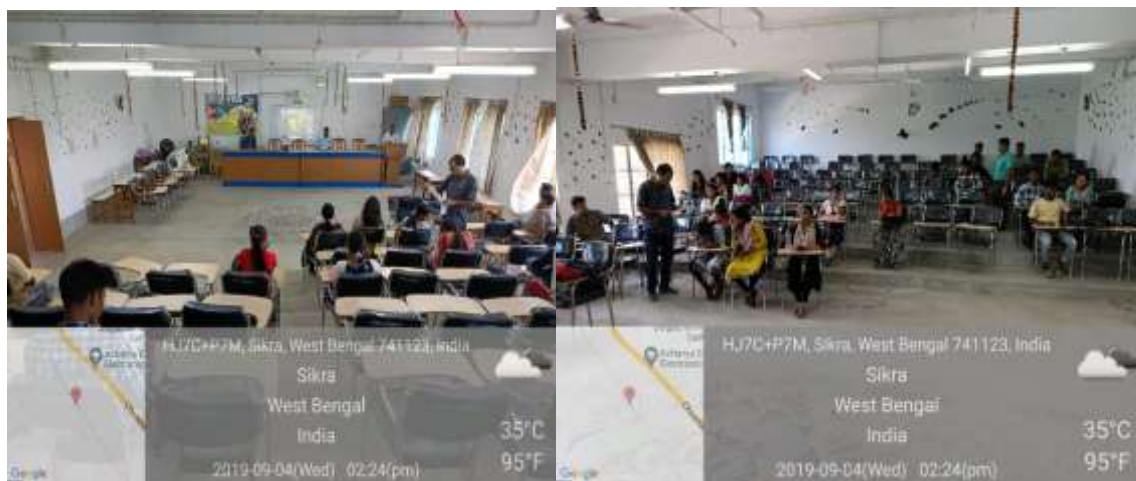 HJ7C+P7M, Sikra, West Bengal 741123, India
Sikra
West Bengal
India
35°C
95°F
2019-09-04(Wed) 02:24(pm)
Google
HJ7C+P7M, Sikra, West Bengal 741123, India
Sikra
West Bengal
India
35°C
95°F
2019-09-04(Wed) 02:24(pm)
Google